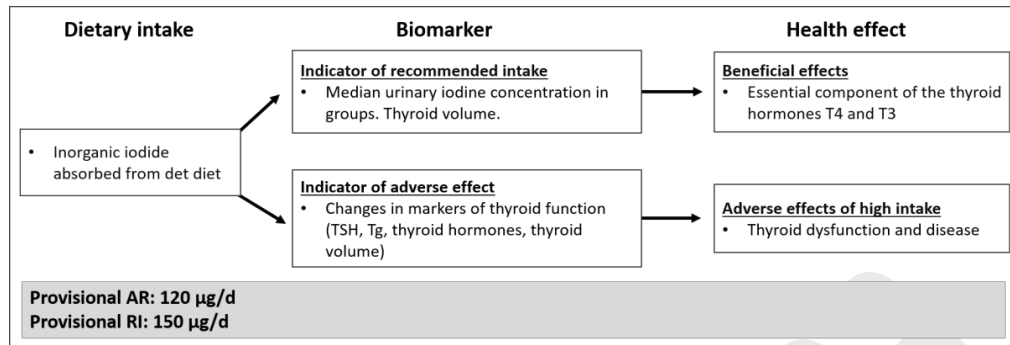 Dietary intake
Biomarker
Health effect
Indicator of recommended intake
• Median urinary iodine concentration in
groups. Thyroid volume.
Beneficial effects
• Essential component of the thyroid
hormones T4 and T3
• Inorganic iodide
absorbed from det diet
Indicator of adverse effect
• Changes in markers of thyroid function
(TSH, Tg, thyroid hormones, thyroid
volume)
Adverse effects of high intake
• Thyroid dysfunction and disease
Provisional AR: 120 µg/d
Provisional RI: 150 µg/d